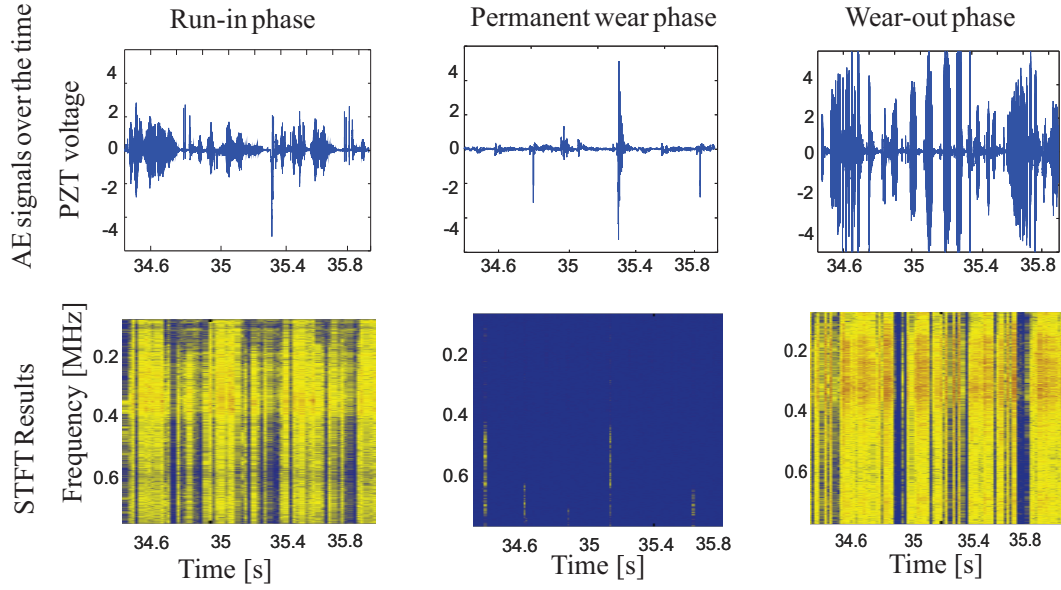 Run-in phase
Permanent wear phase
Wear-out phase
AE signals over the time
PZT voltage
4
2
0
-2
-4
34.6 35 35.4 35.8
4
2
0
-2
-4
34.6 35 35.4 35.8
4
2
0
-2
-4
34.6 35 35.4 35.8
STFT Results
Frequency [MHz]
0.2
0.4
0.6
34.6 35 35.4 35.8
Time [s]
0.2
0.4
0.6
34.6 35 35.4 35.8
Time [s]
0.2
0.4
0.6
34.6 35 35.4 35.8
Time [s]